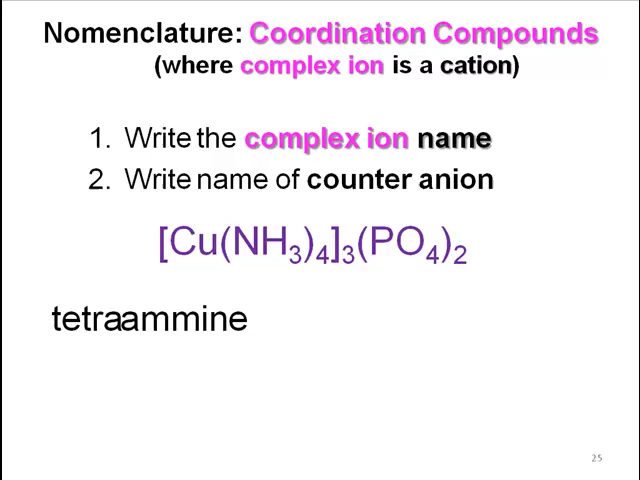 Nomenclature: Coordination Compounds
(where complex ion is a cation)
1. Write the complex ion name
2. Write name of counter anion
[Cu(NH₃)₄]₃(PO₄)₂
tetraammine
25